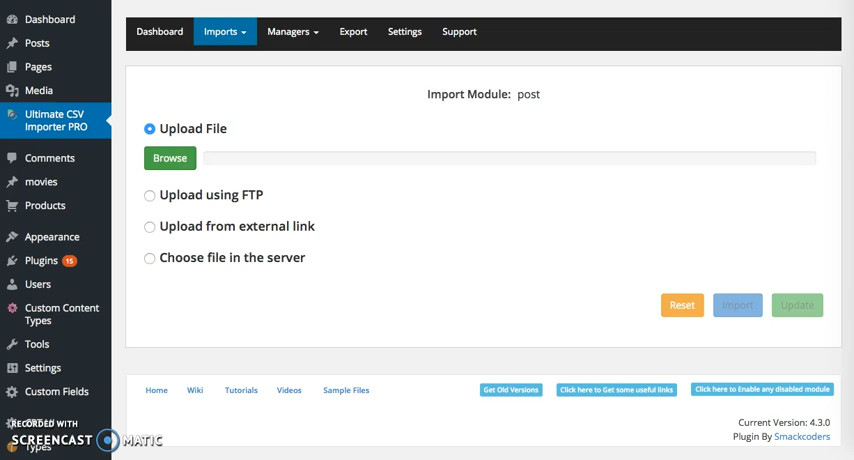 Dashboard
Posts
Pages
Media
Ultimate CSV
Importer PRO
Comments
movies
Products
Appearance
Plugins 15
Users
Custom Content
Types
Tools
Settings
Custom Fields
RECORDED WITH
SCREENCAST MATIC
Types
Dashboard Imports Managers Export Settings Support
Import Module: post
Upload File
Browse
Upload using FTP
Upload from external link
Choose file in the server
Reset Import Update
Home Wiki Tutorials Videos Sample Files Get Old Versions Click here to Get some useful links Click here to Enable any disabled module
Current Version: 4.3.0
Plugin By Smackcoders